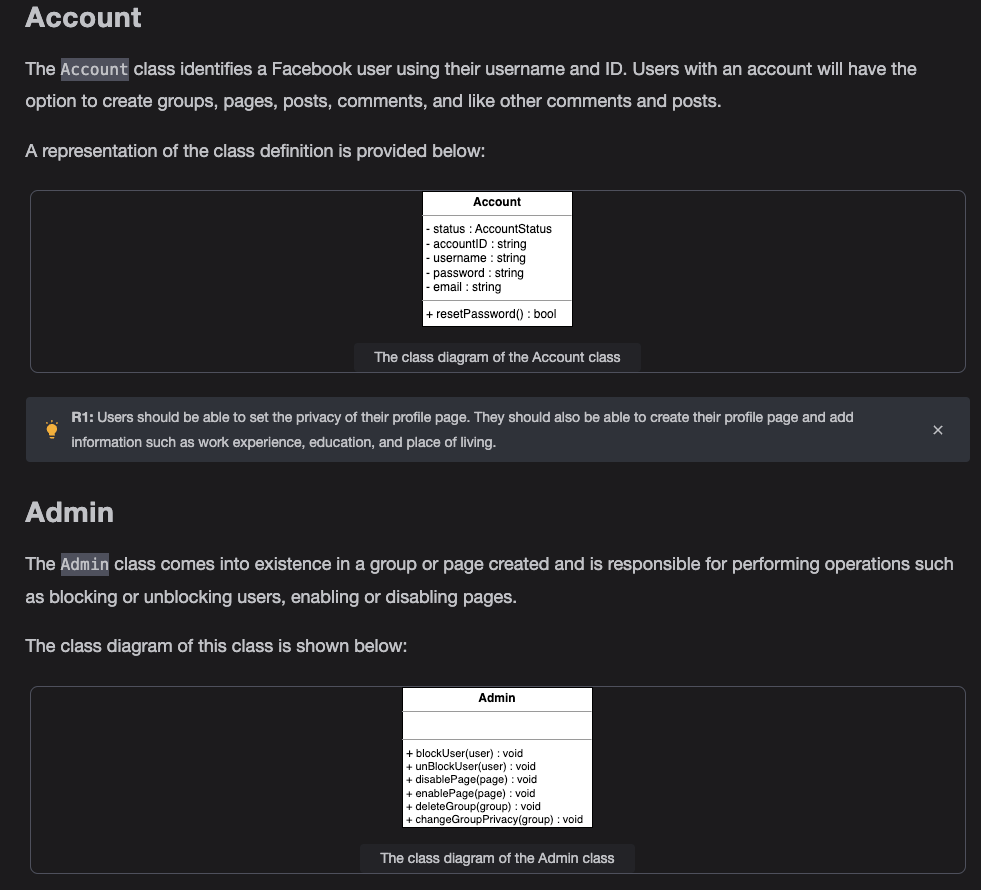 Account
The Account class identifies a Facebook user using their username and ID. Users with an account will have the
option to create groups, pages, posts, comments, and like other comments and posts.
A representation of the class definition is provided below:
Account
- status : AccountStatus
- accountID : string
- username : string
- password : string
- email : string
+ resetPassword() : bool
The class diagram of the Account class
R1: Users should be able to set the privacy of their profile page. They should also be able to create their profile page and add
information such as work experience, education, and place of living.
Admin
The Admin class comes into existence in a group or page created and is responsible for performing operations such
as blocking or unblocking users, enabling or disabling pages.
The class diagram of this class is shown below:
Admin
+ blockUser(user) : void
+ unBlockUser(user) : void
+ disablePage(page) : void
+ enablePage(page) : void
+ deleteGroup(group) : void
+ changeGroupPrivacy(group) : void
The class diagram of the Admin class